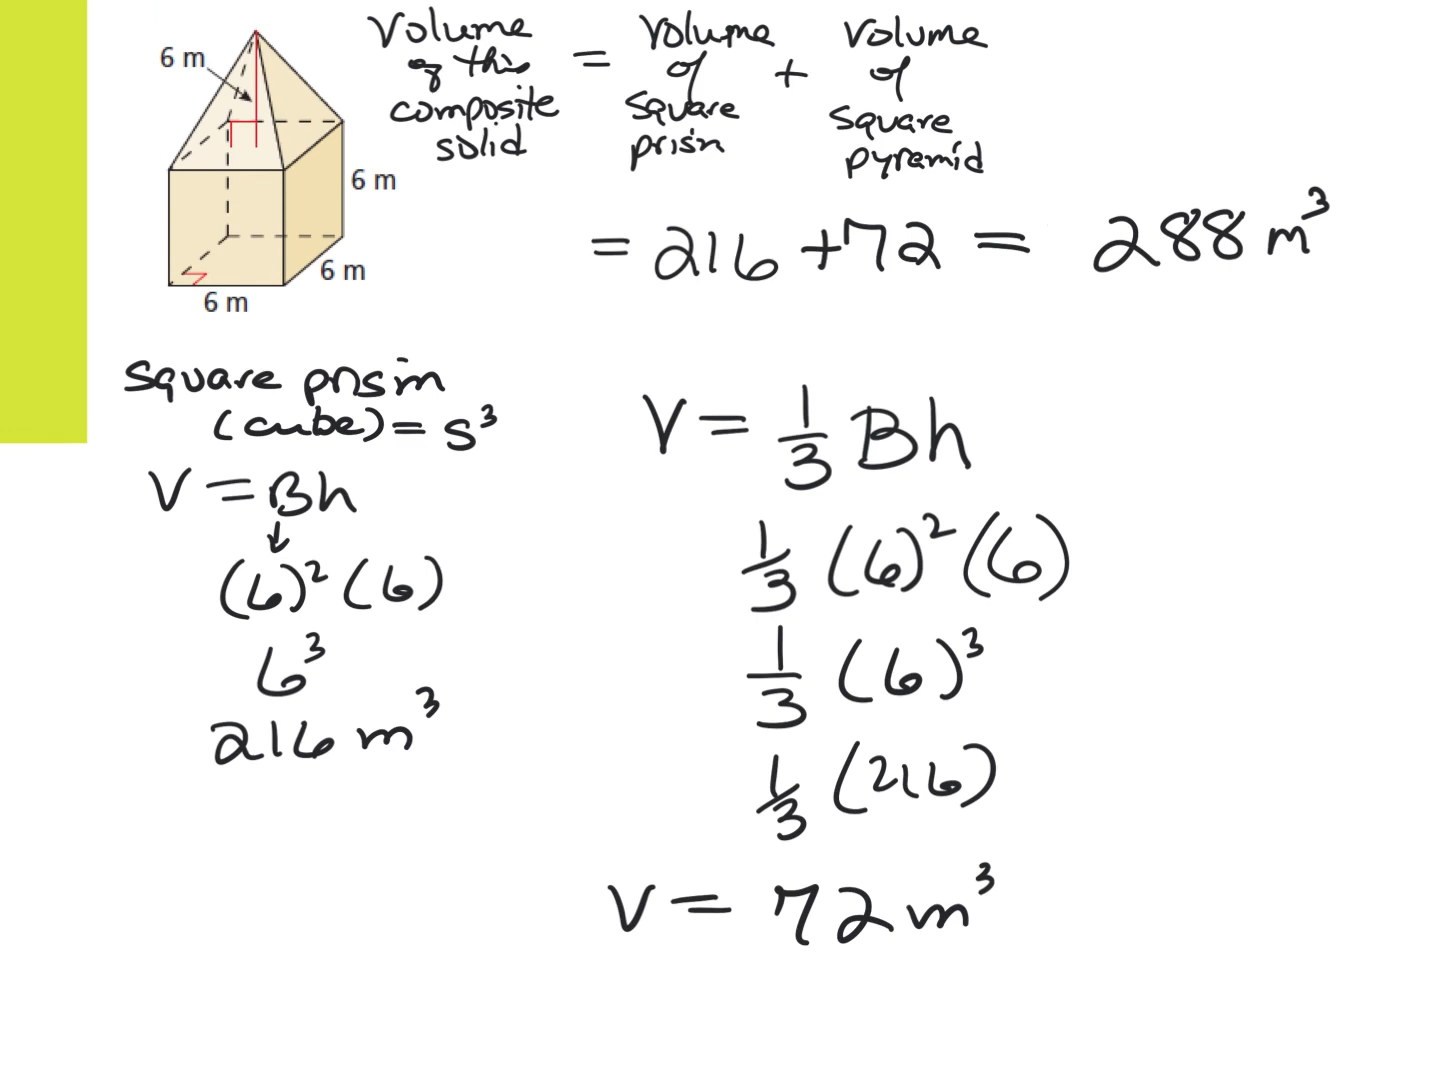 6 m
6 m
6 m
6 m
Volume of this composite solid = Volume of square prism + Volume of square pyramid
= 216 + 72 = 288 m³
square prism
(cube) = s³
V = Bh
↓
(6)² (6)
6³
216 m³
V = 1/3 Bh
1/3 (6)² (6)
1/3 (6)³
1/3 (216)
V = 72 m³